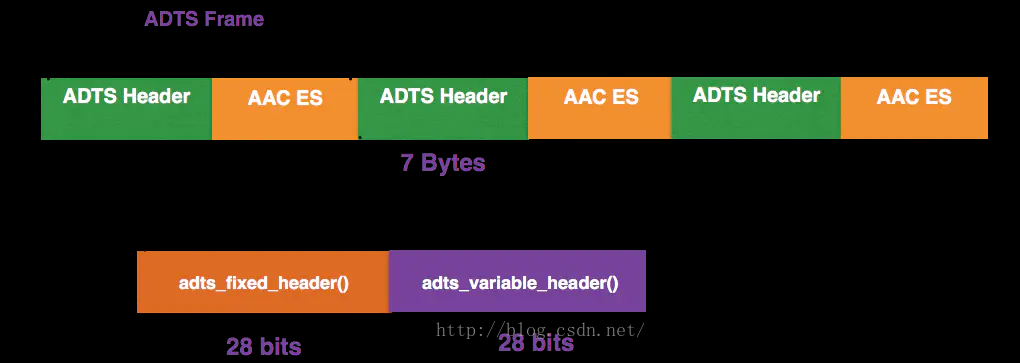 ADTS Frame
ADTS Header AAC ES ADTS Header AAC ES ADTS Header AAC ES
7 Bytes
adts_fixed_header() adts_variable_header()
http://blog.csdn.net/
28 bits 28 bits